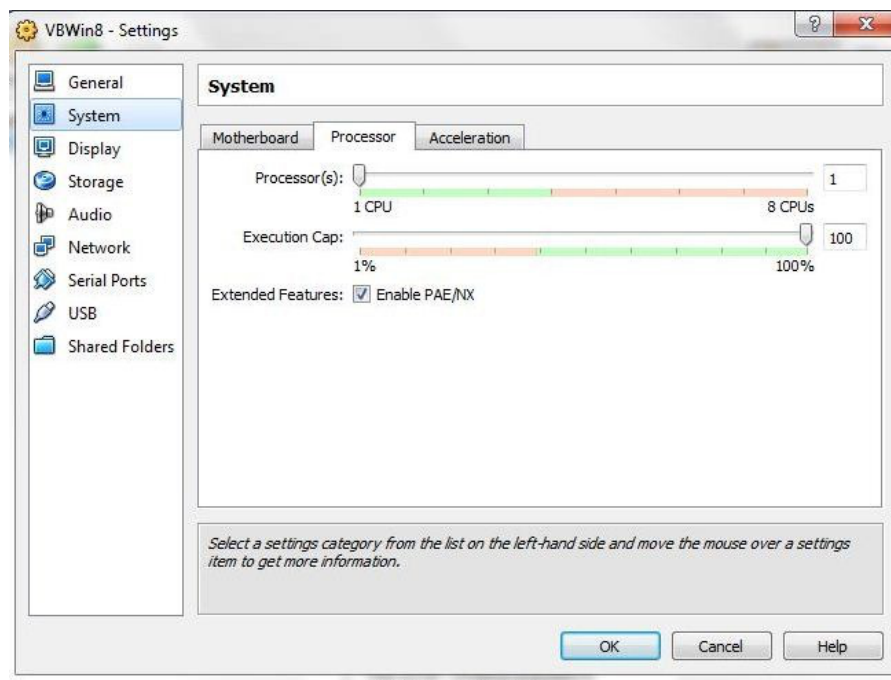 VBWin8 - Settings
General
System
Display
Storage
Audio
Network
Serial Ports
USB
Shared Folders
System
Motherboard Processor Acceleration
Processor(s): 1
1 CPU 8 CPUs
Execution Cap: 100
1% 100%
Extended Features: Enable PAE/NX
Select a settings category from the list on the left-hand side and move the mouse over a settings
item to get more information.
OK Cancel Help